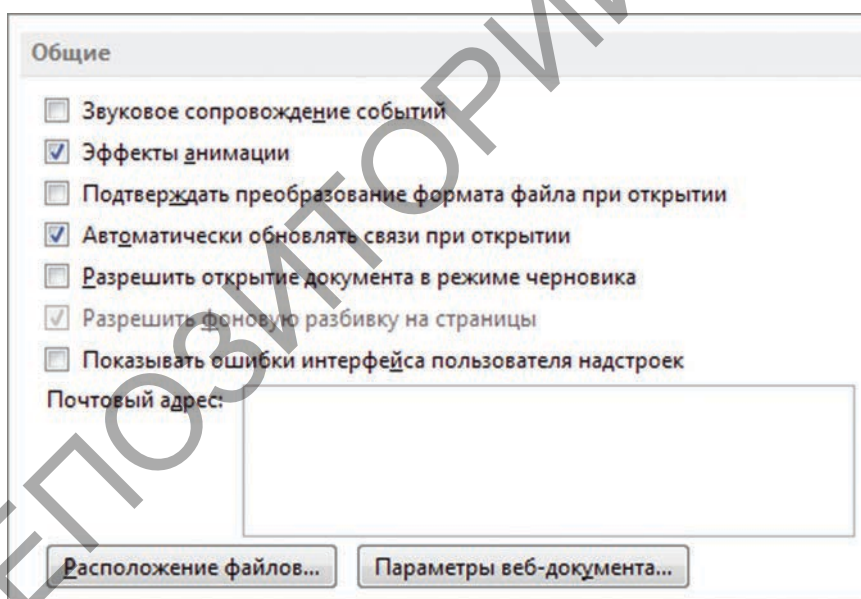 Общие
Звуковое сопровождение событий
Эффекты анимации
Подтверждать преобразование формата файла при открытии
Автоматически обновлять связи при открытии
Разрешить открытие документа в режиме черновика
Разрешить фоновую разбивку на страницы
Показывать ошибки интерфейса пользователя надстроек
Почтовый адрес:
Расположение файлов... Параметры веб-документа...